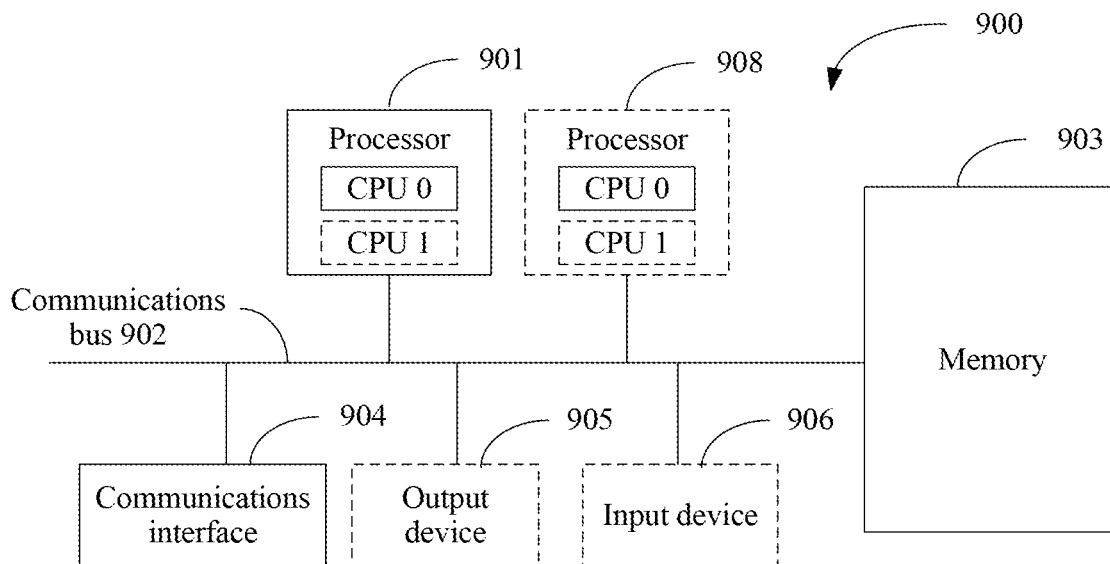 900
901
908
903
Processor
CPU 0
CPU 1
Processor
CPU 0
CPU 1
Communications
bus 902
Memory
904
905
906
Communications
interface
Output
device
Input device